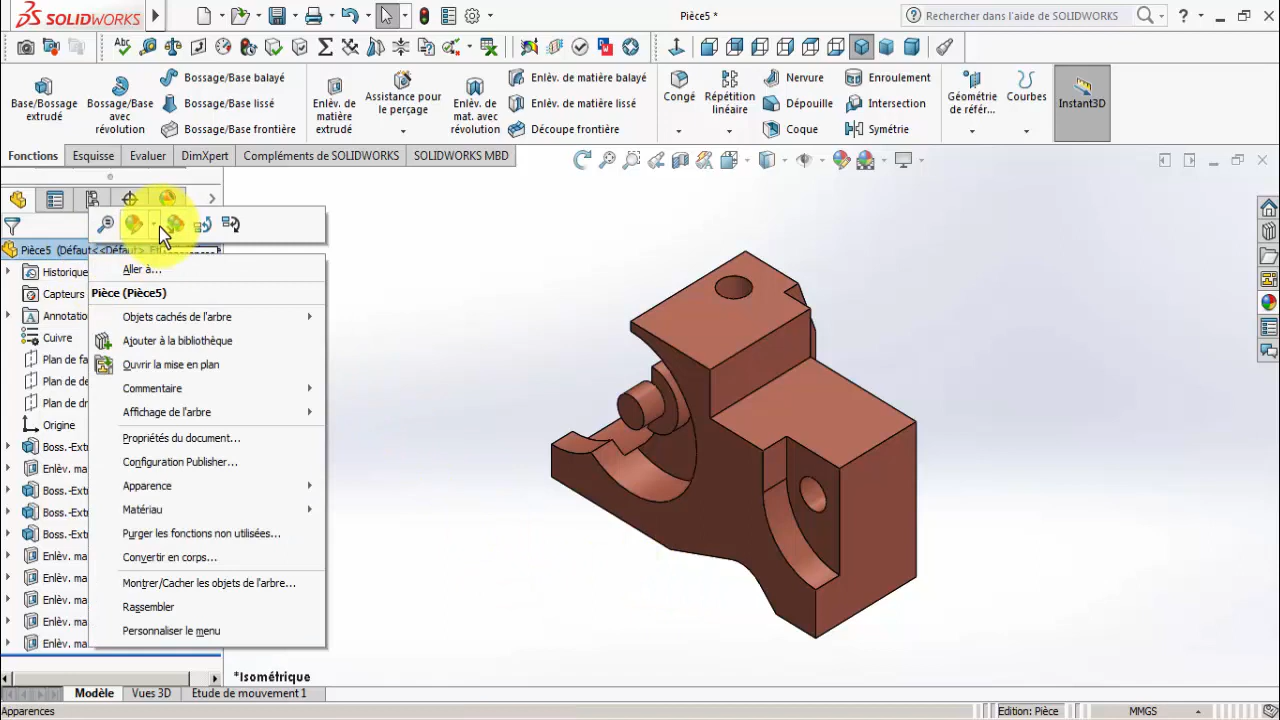 SOLIDWORKS
Pièce5 *
Rechercher dans l'aide de SOLIDWORKS
Base/Bossage extrudé
Bossage/Base avec révolution
Bossage/Base balayé
Bossage/Base lissé
Bossage/Base frontière
Enlèv. de matière extrudé
Assistance pour le perçage
Enlèv. de mat. avec révolution
Enlèv. de matière balayé
Enlèv. de matière lissé
Découpe frontière
Congé
Répétition linéaire
Nervure
Dépouille
Coque
Enroulement
Intersection
Symétrie
Géométrie de référ...
Courbes
Instant3D
Fonctions
Esquisse
Evaluer
DimXpert
Compléments de SOLIDWORKS
SOLIDWORKS MBD
Pièce5 (Défaut<<Défaut>_Et
Historique
Capteurs
Annotatio
Cuivre
Plan de fa
Plan de de
Plan de dr
Origine
Boss.-Extr
Enlèv. ma
Boss.-Extr
Boss.-Extr
Boss.-Extr
Enlèv. ma
Enlèv. ma
Enlèv. ma
Enlèv. ma
Enlèv. ma
Aller à...
Pièce (Pièce5)
Objets cachés de l'arbre
Ajouter à la bibliothèque
Ouvrir la mise en plan
Commentaire
Affichage de l'arbre
Propriétés du document...
Configuration Publisher...
Apparence
Matériau
Purger les fonctions non utilisées...
Convertir en corps...
Montrer/Cacher les objets de l'arbre...
Rassembler
Personnaliser le menu
*Isométrique
Modèle
Vues 3D
Etude de mouvement 1
Apparences
Edition: Pièce
MMGS